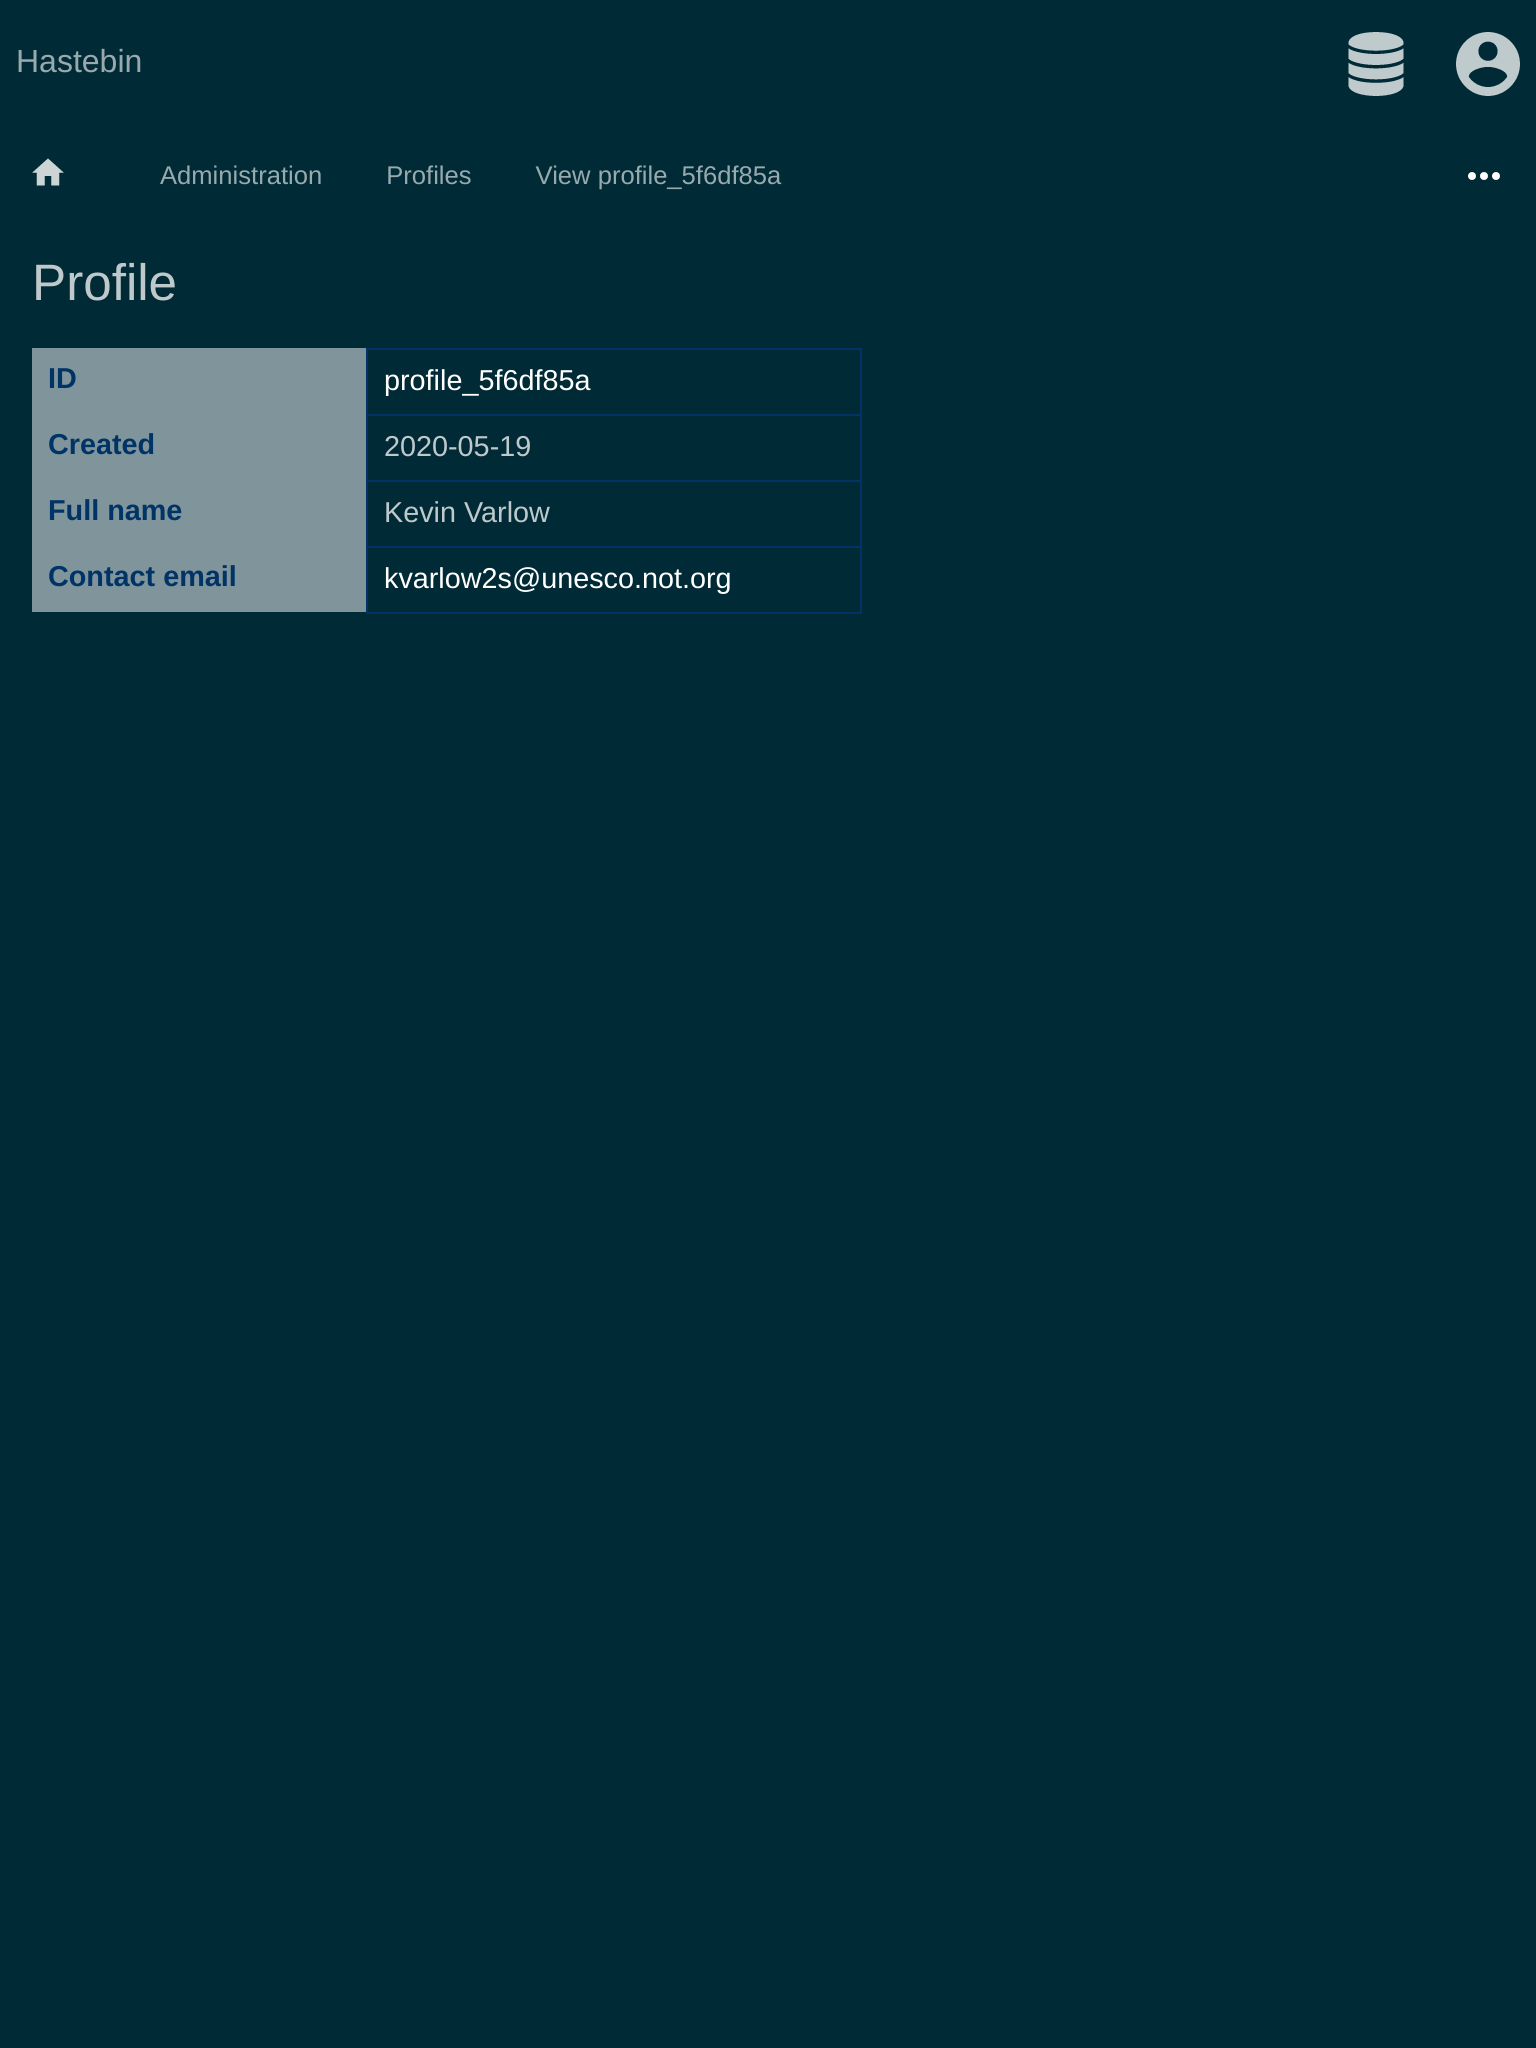 Hastebin
Administration Profiles View profile_5f6df85a
Profile
ID profile_5f6df85a
Created 2020-05-19
Full name Kevin Varlow
Contact email kvarlow2s@unesco.not.org